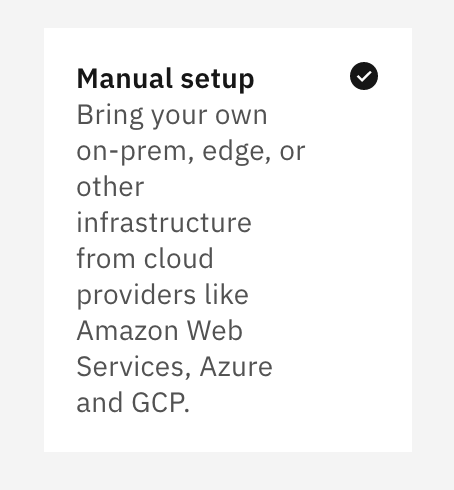 Manual setup
Bring your own
on-prem, edge, or
other
infrastructure
from cloud
providers like
Amazon Web
Services, Azure
and GCP.